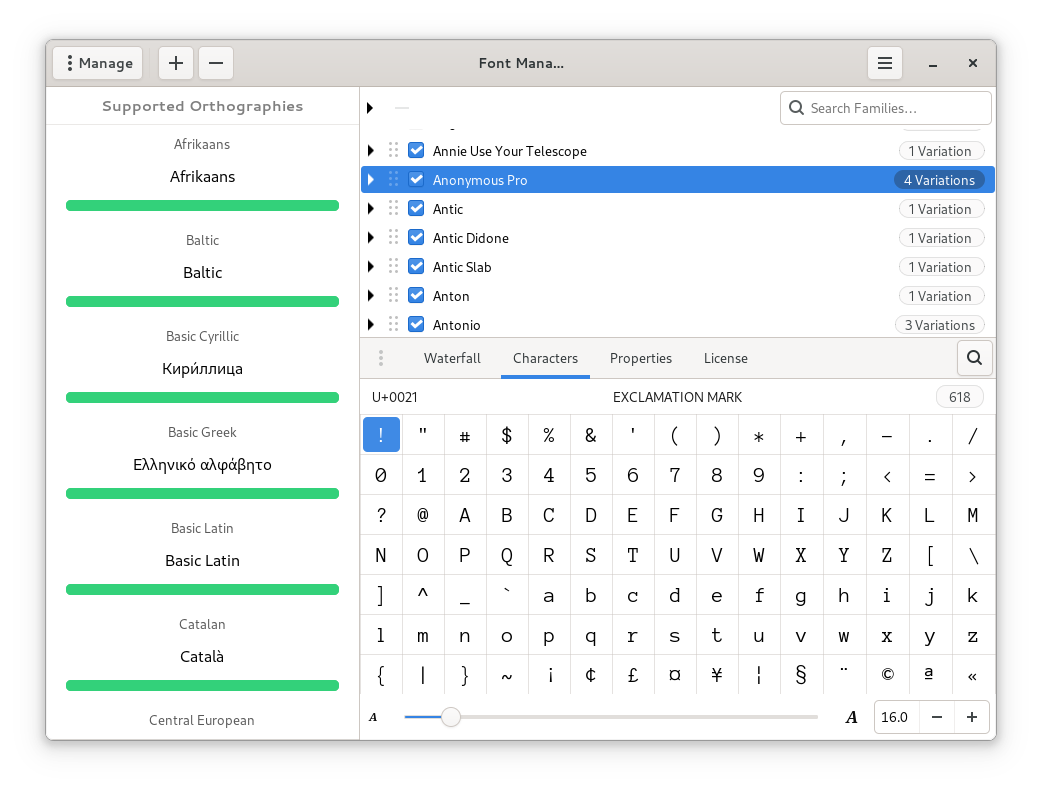 Manage
Font Mana...
Supported Orthographies
Afrikaans
Afrikaans
Baltic
Baltic
Basic Cyrillic
Кири́ллица
Basic Greek
Ελληνικό αλφάβητο
Basic Latin
Basic Latin
Catalan
Català
Central European
Search Families...
Annie Use Your Telescope 1 Variation
Anonymous Pro 4 Variations
Antic 1 Variation
Antic Didone 1 Variation
Antic Slab 1 Variation
Anton 1 Variation
Antonio 3 Variations
Waterfall Characters Properties License
U+0021 EXCLAMATION MARK 618
! " # $ % & ' ( ) * + , - . /
0 1 2 3 4 5 6 7 8 9 : ; < = >
? @ A B C D E F G H I J K L M
N O P Q R S T U V W X Y Z [ \
] ^ _ ` a b c d e f g h i j k
l m n o p q r s t u v w x y z
{ | } ~ ¡ ¢ £ ¤ ¥ ¦ § ¨ © ª «
A A 16.0